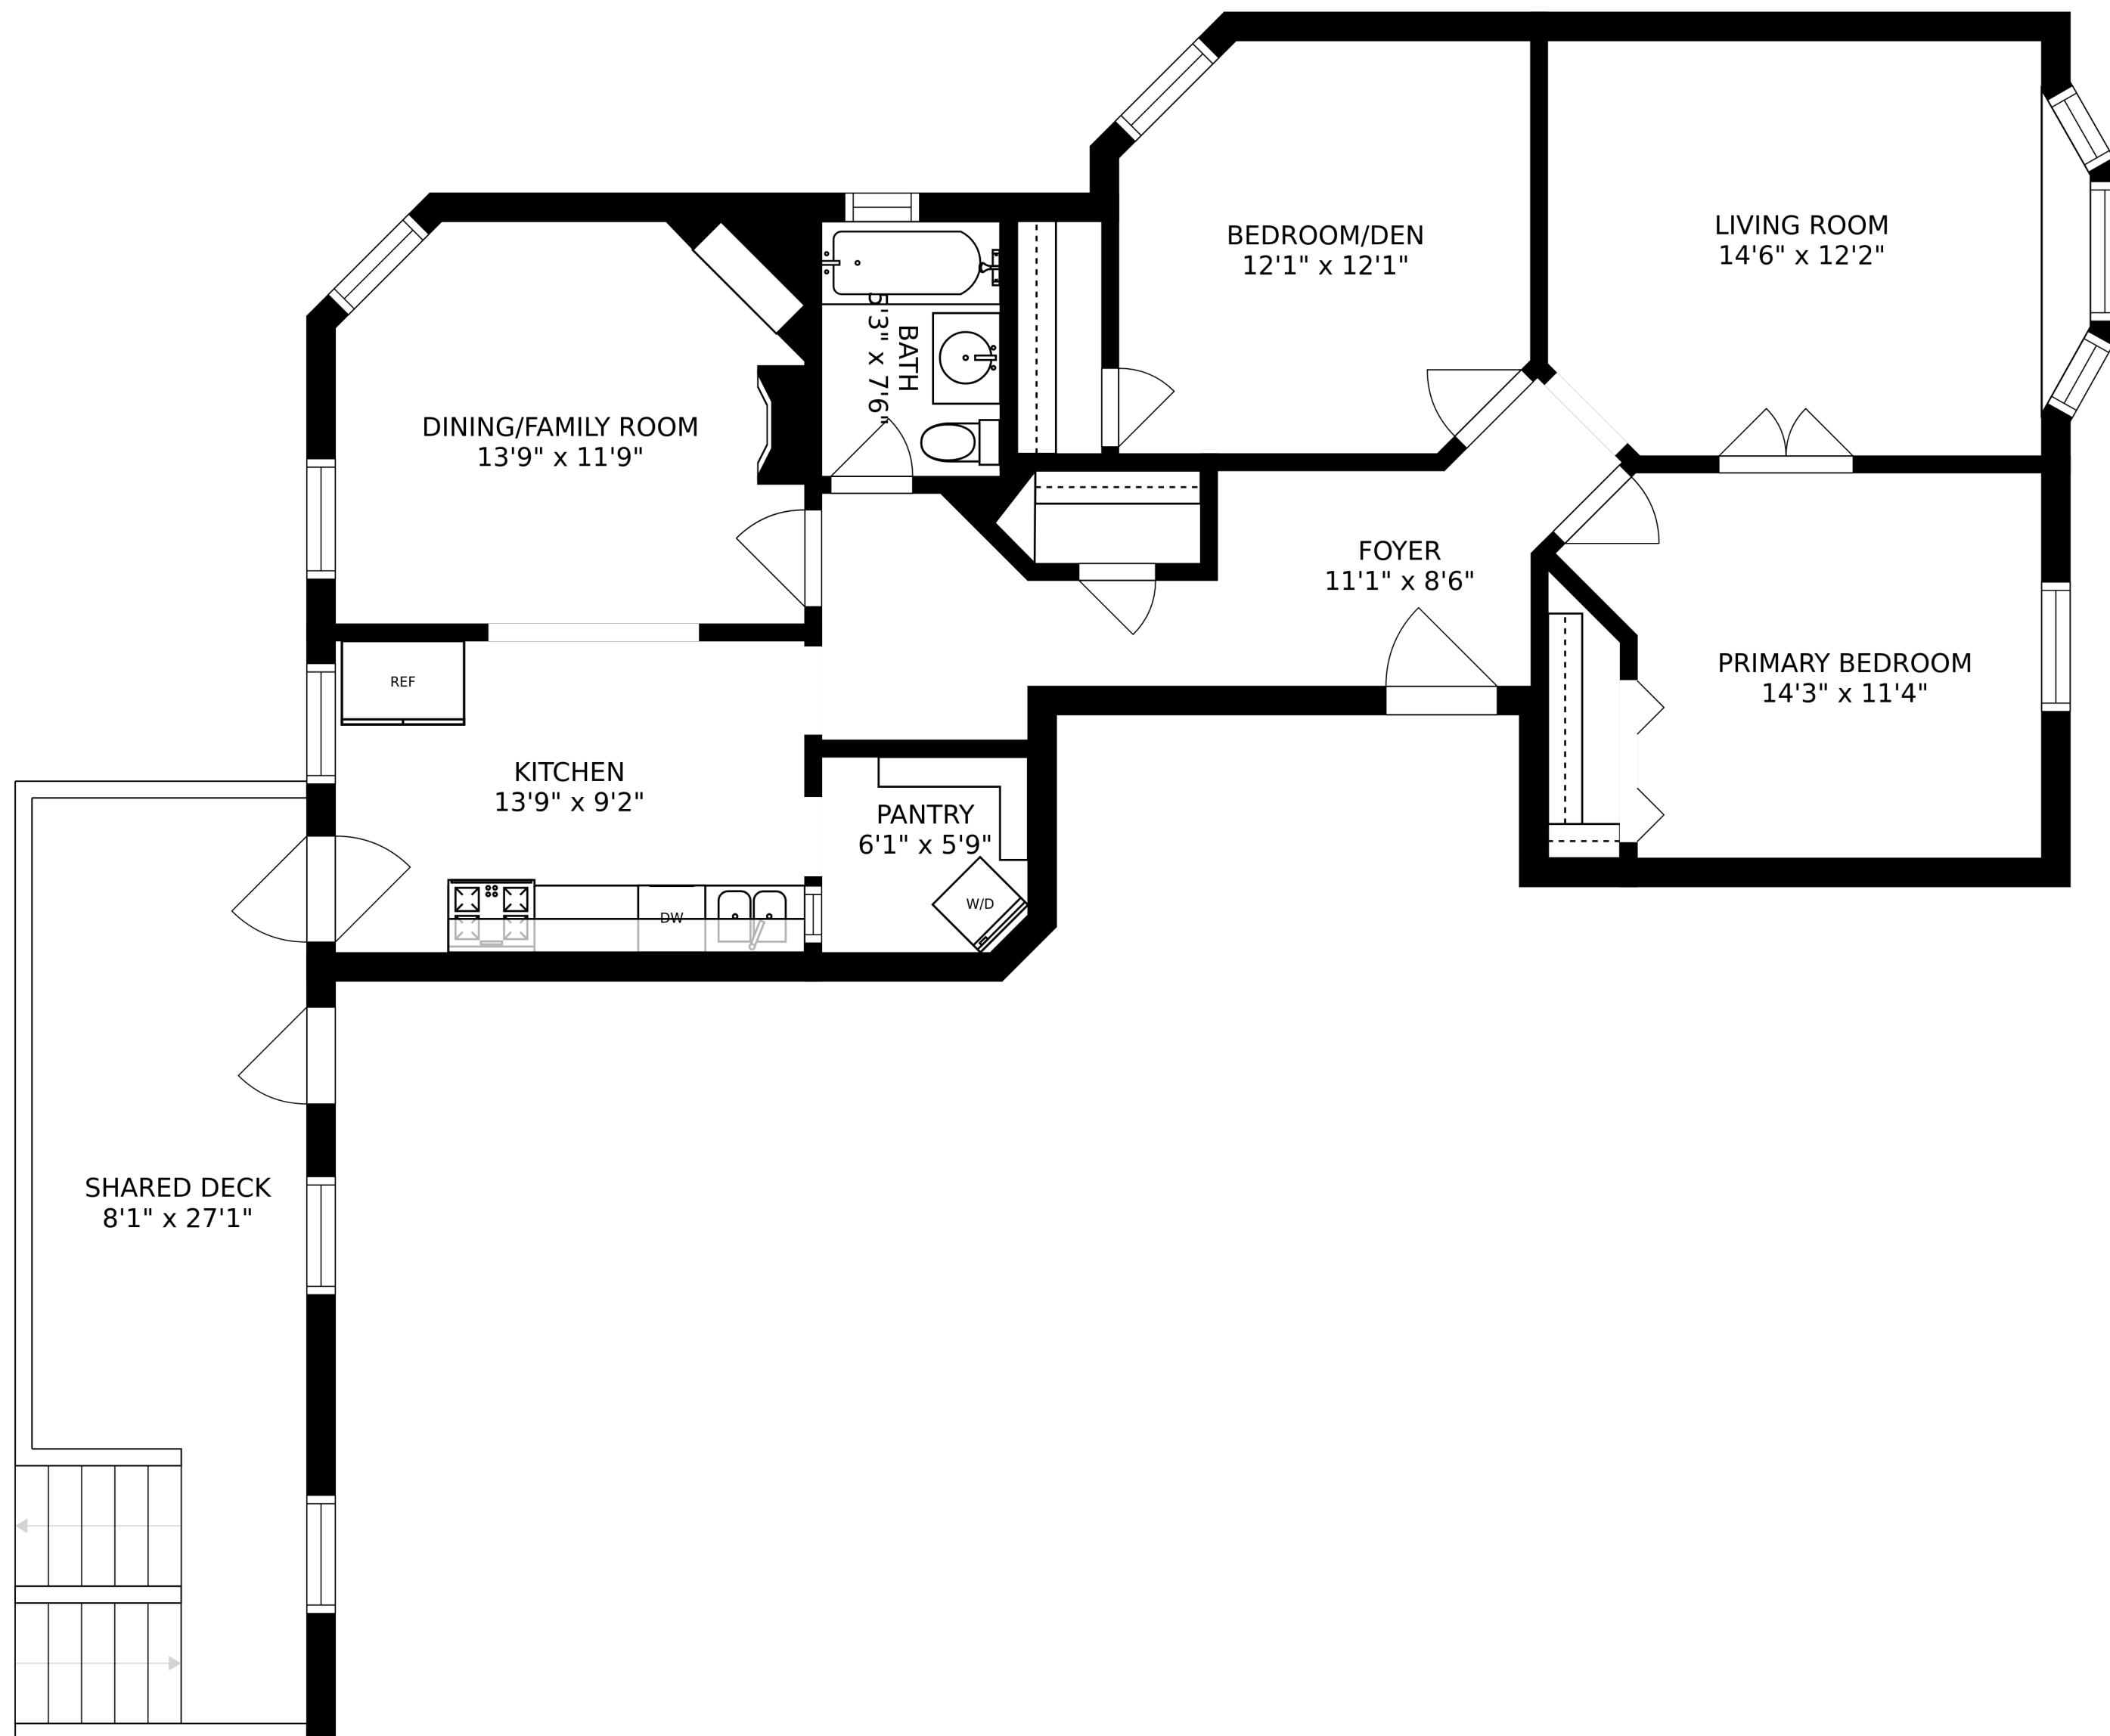 BEDROOM/DEN
12'1" x 12'1"
LIVING ROOM
14'6" x 12'2"
BATH
5'3" x 7'6"
DINING/FAMILY ROOM
13'9" x 11'9"
FOYER
11'1" x 8'6"
PRIMARY BEDROOM
14'3" x 11'4"
REF
KITCHEN
13'9" x 9'2"
PANTRY
6'1" x 5'9"
W/D
DW
SHARED DECK
8'1" x 27'1"